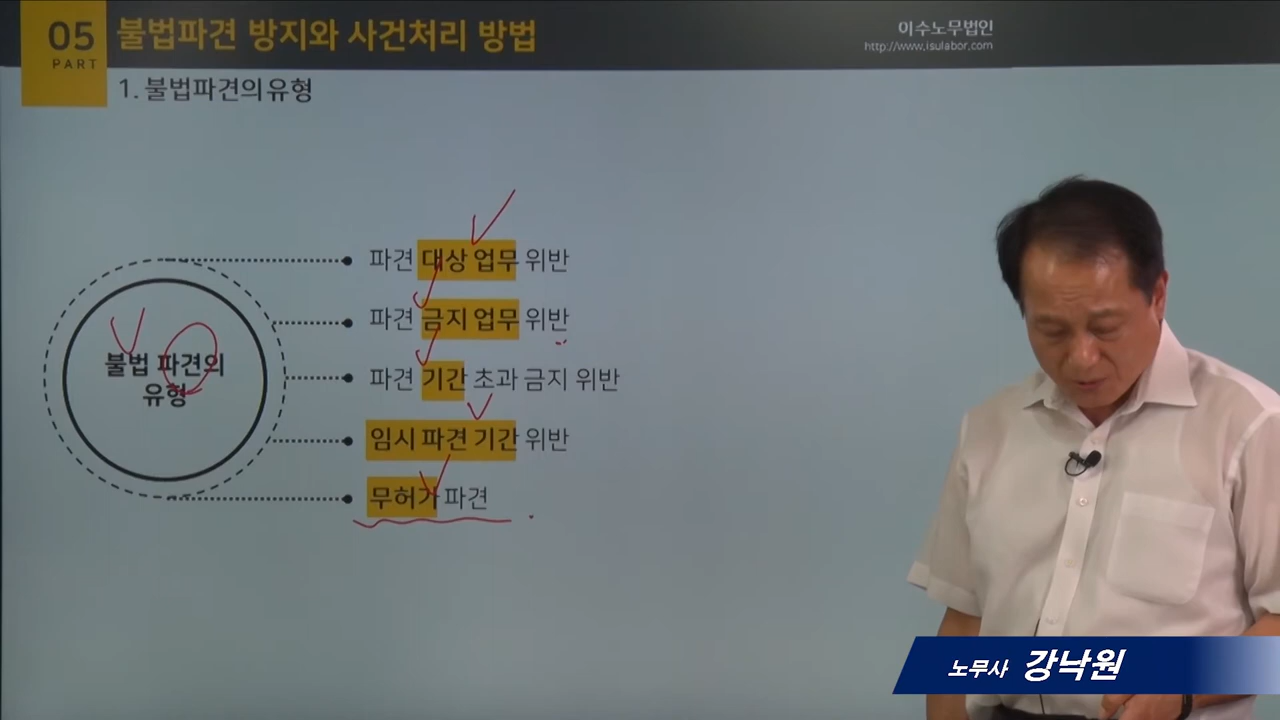 05
PART
불법파견 방지와 사건처리 방법
이수노무법인
http://www.isulabor.com
1. 불법파견의 유형
파견 대상 업무 위반
파견 금지 업무 위반
불법 파견의
유형
파견 기간 초과 금지 위반
임시 파견 기간 위반
무허가 파견
노무사 강낙원